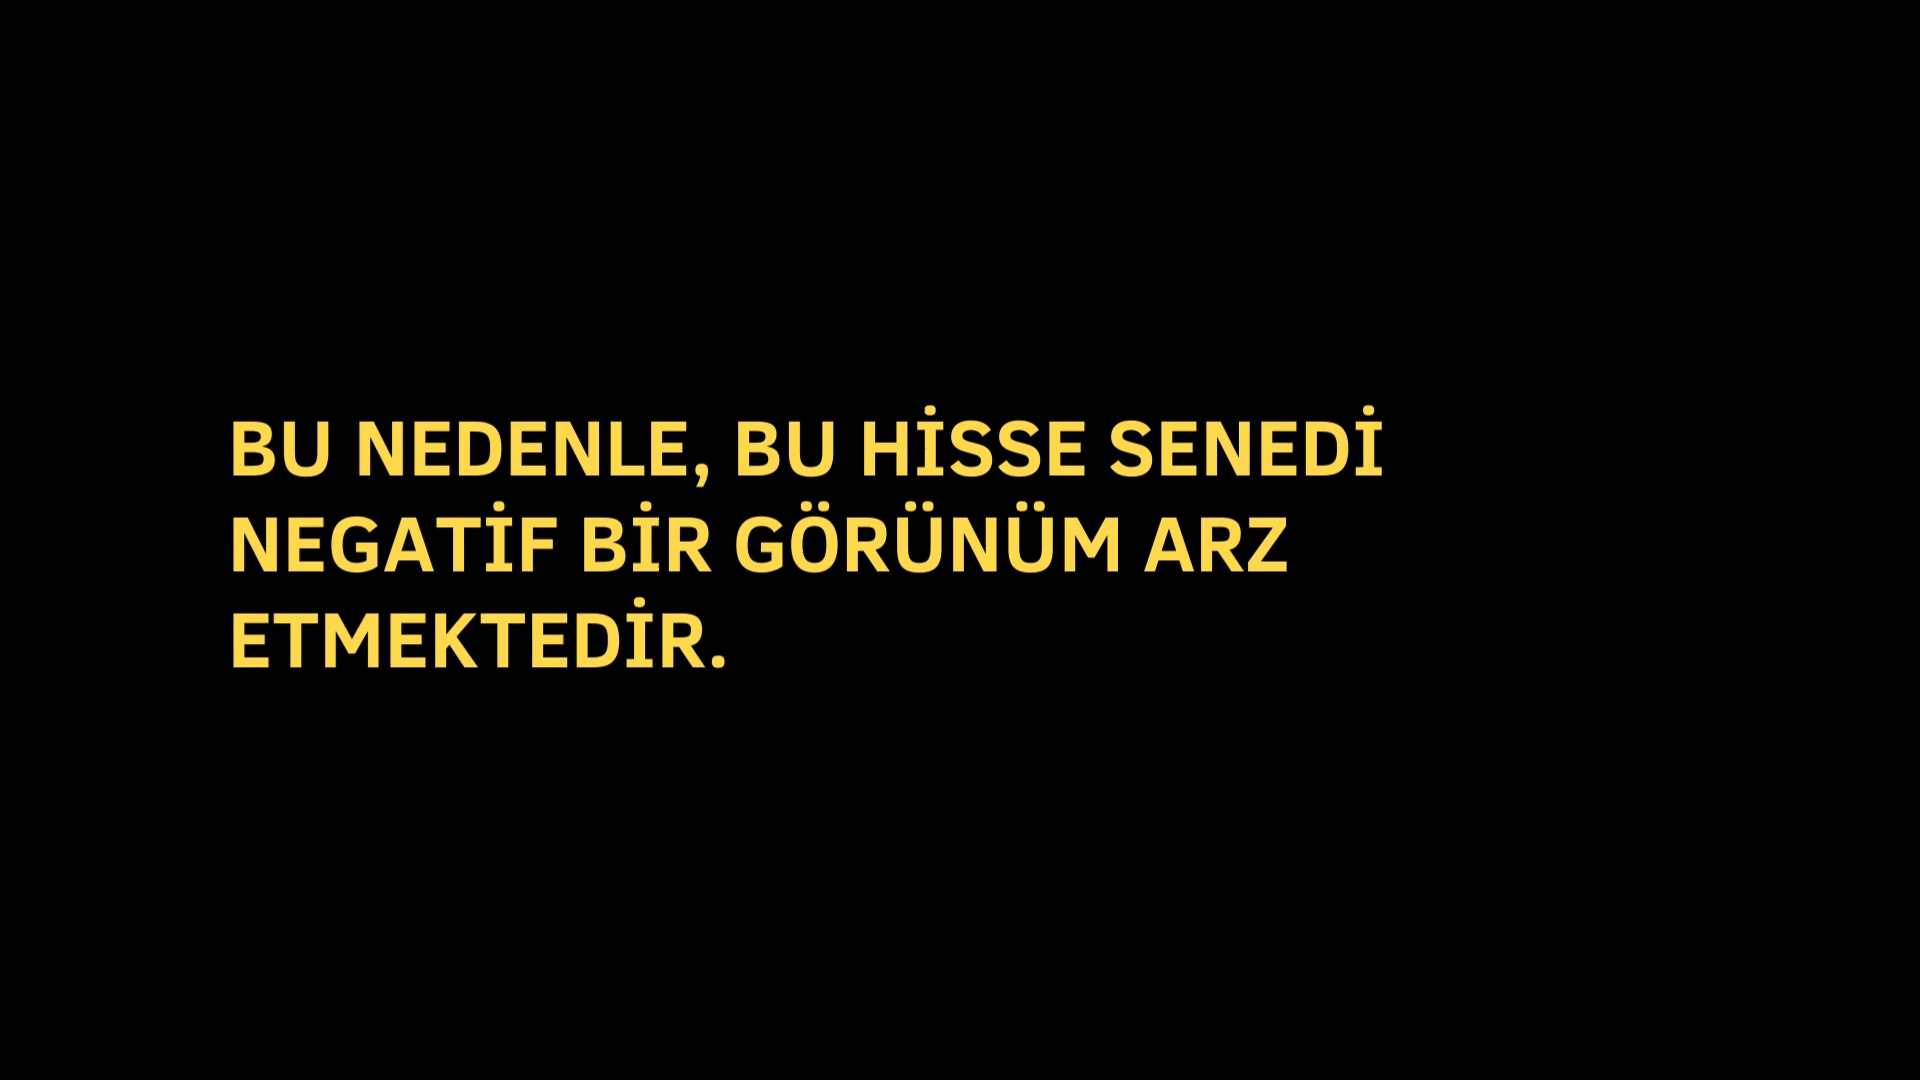 BU NEDENLE, BU HİSSE SENEDİ
NEGATİF BİR GÖRÜNÜM ARZ
ETMEKTEDİR.